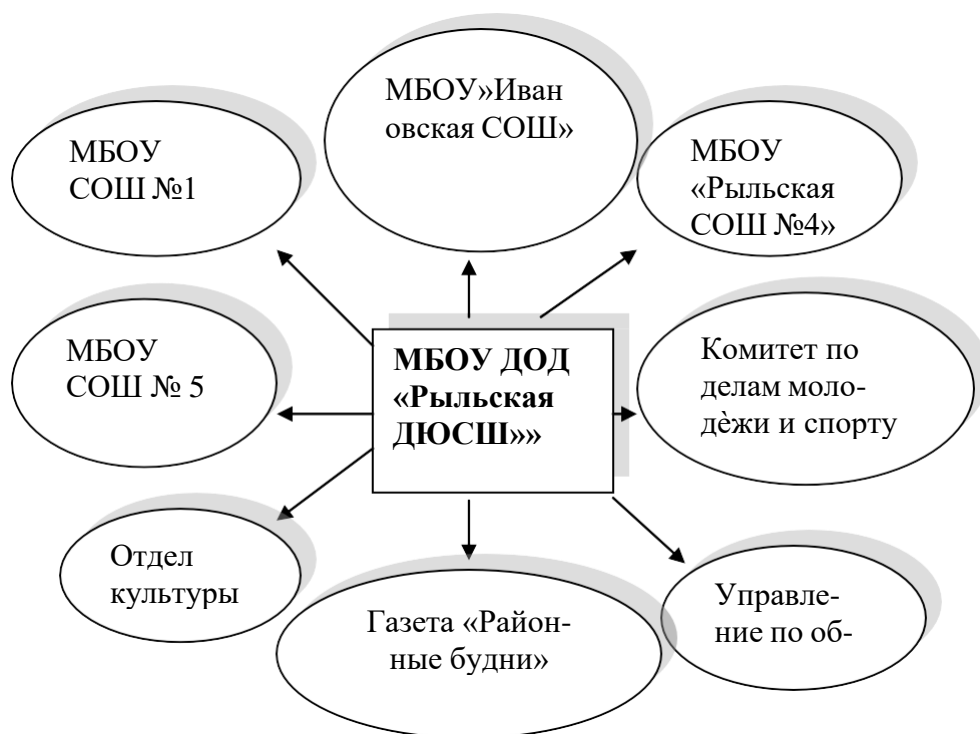 МБОУ»Иван
овская СОШ»
МБОУ
СОШ №1
МБОУ
«Рыльская
СОШ №4»
МБОУ
СОШ № 5
МБОУ ДОД
«Рыльская
ДЮСШ»»
Комитет по
делам моло-
дѐжи и спорту
Отдел
культуры
Газета «Район-
ные будни»
Управле-
ние по об-